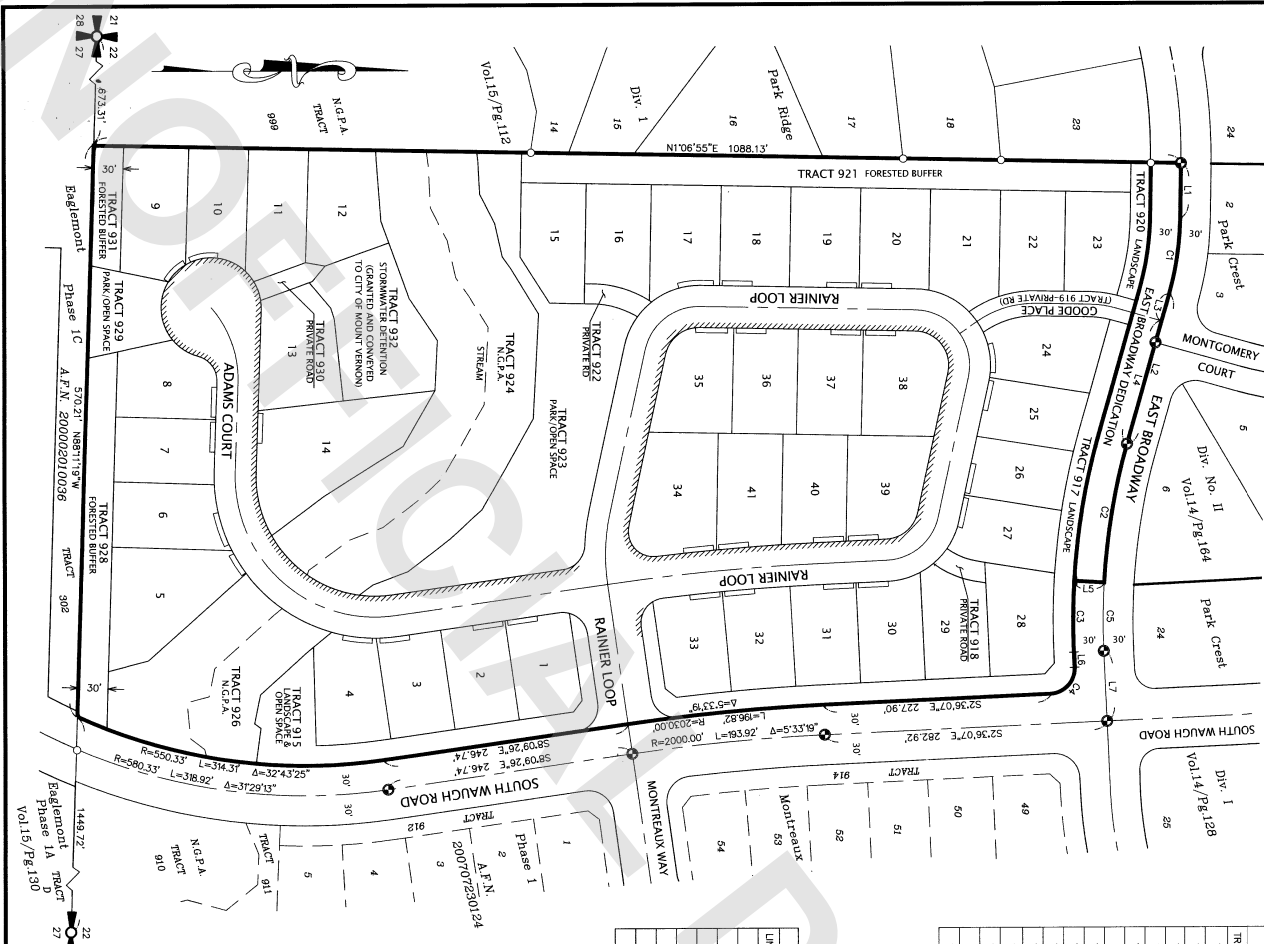 NOFFICIAL D
21
22
28
27
673.31'
N.G.P.A.
TRACT
999
Vol.15/Pg.112
14
Div. 1
15
16
Park Ridge
17
18
23
24
N1°06'55"E 1088.13'
TRACT 921 FORESTED BUFFER
TRACT 920 LANDSCAPE
L1
30'
30'
C1
2
Park Crest
3
L3
EAST BROADWAY DEDICATION
MONTGOMERY
COURT
L2
L4
EAST BROADWAY
5
Div. No. II
Vol.14/Pg.164
6
C2
TRACT 917 LANDSCAPE
L5
C3
C5
30'
30'
L6
24
Park Crest
L7
C4
SOUTH WAUGH ROAD
Div. I
Vol.14/Pg.128
25
30'
TRACT 931
FORESTED BUFFER
Eaglemont
Phase 1C
9
10
11
12
TRACT 929
PARK/OPEN SPACE
TRACT 932
STORMWATER DETENTION
(GRANTED AND CONVEYED
TO CITY OF MOUNT VERNON)
TRACT 930
PRIVATE ROAD
13
TRACT 924
N.G.P.A.
STREAM
15
16
17
18
19
20
21
22
23
TRACT 922
PRIVATE RD
TRACT 923
PARK/OPEN SPACE
RAINIER LOOP
GOODE PLACE
(TRACT 919-PRIVATE RD)
35
36
37
38
34
41
40
39
24
25
26
27
8
7
6
5
ADAMS COURT
14
570.21' N88°11'19"W
A.F.N. 200002010036
TRACT 302
TRACT 928
FORESTED BUFFER
RAINIER LOOP
TRACT 918
PRIVATE ROAD
33
32
31
30
29
28
RAINIER LOOP
1
2
3
4
TRACT 926
N.G.P.A.
TRACT 915
LANDSCAPE &
OPEN SPACE
30'
R=550.33' L=314.31' Δ=32°43'25"
R=580.33' L=318.92' Δ=31°29'13"
30'
30'
S8°09'26"E 246.74'
S8°09'26"E 246.74'
SOUTH WAUGH ROAD
Δ=5°33'19"
L=196.82'
R=2030.00'
R=2000.00' L=193.92' Δ=5°33'19"
30'
30'
S2°36'07"E 227.90'
S2°36'07"E 282.92'
MONTREAUX WAY
TRACT 914
49
50
51
52
Montreaux
53
54
TRACT 912
Phase 1
A.F.N.
200707230124
1
2
3
4
5
TRACT 911
N.G.P.A.
TRACT
910
1449.72'
Eaglemont
Phase 1A
Vol.15/Pg.130
TRACT
D
22
27
LIN
TR